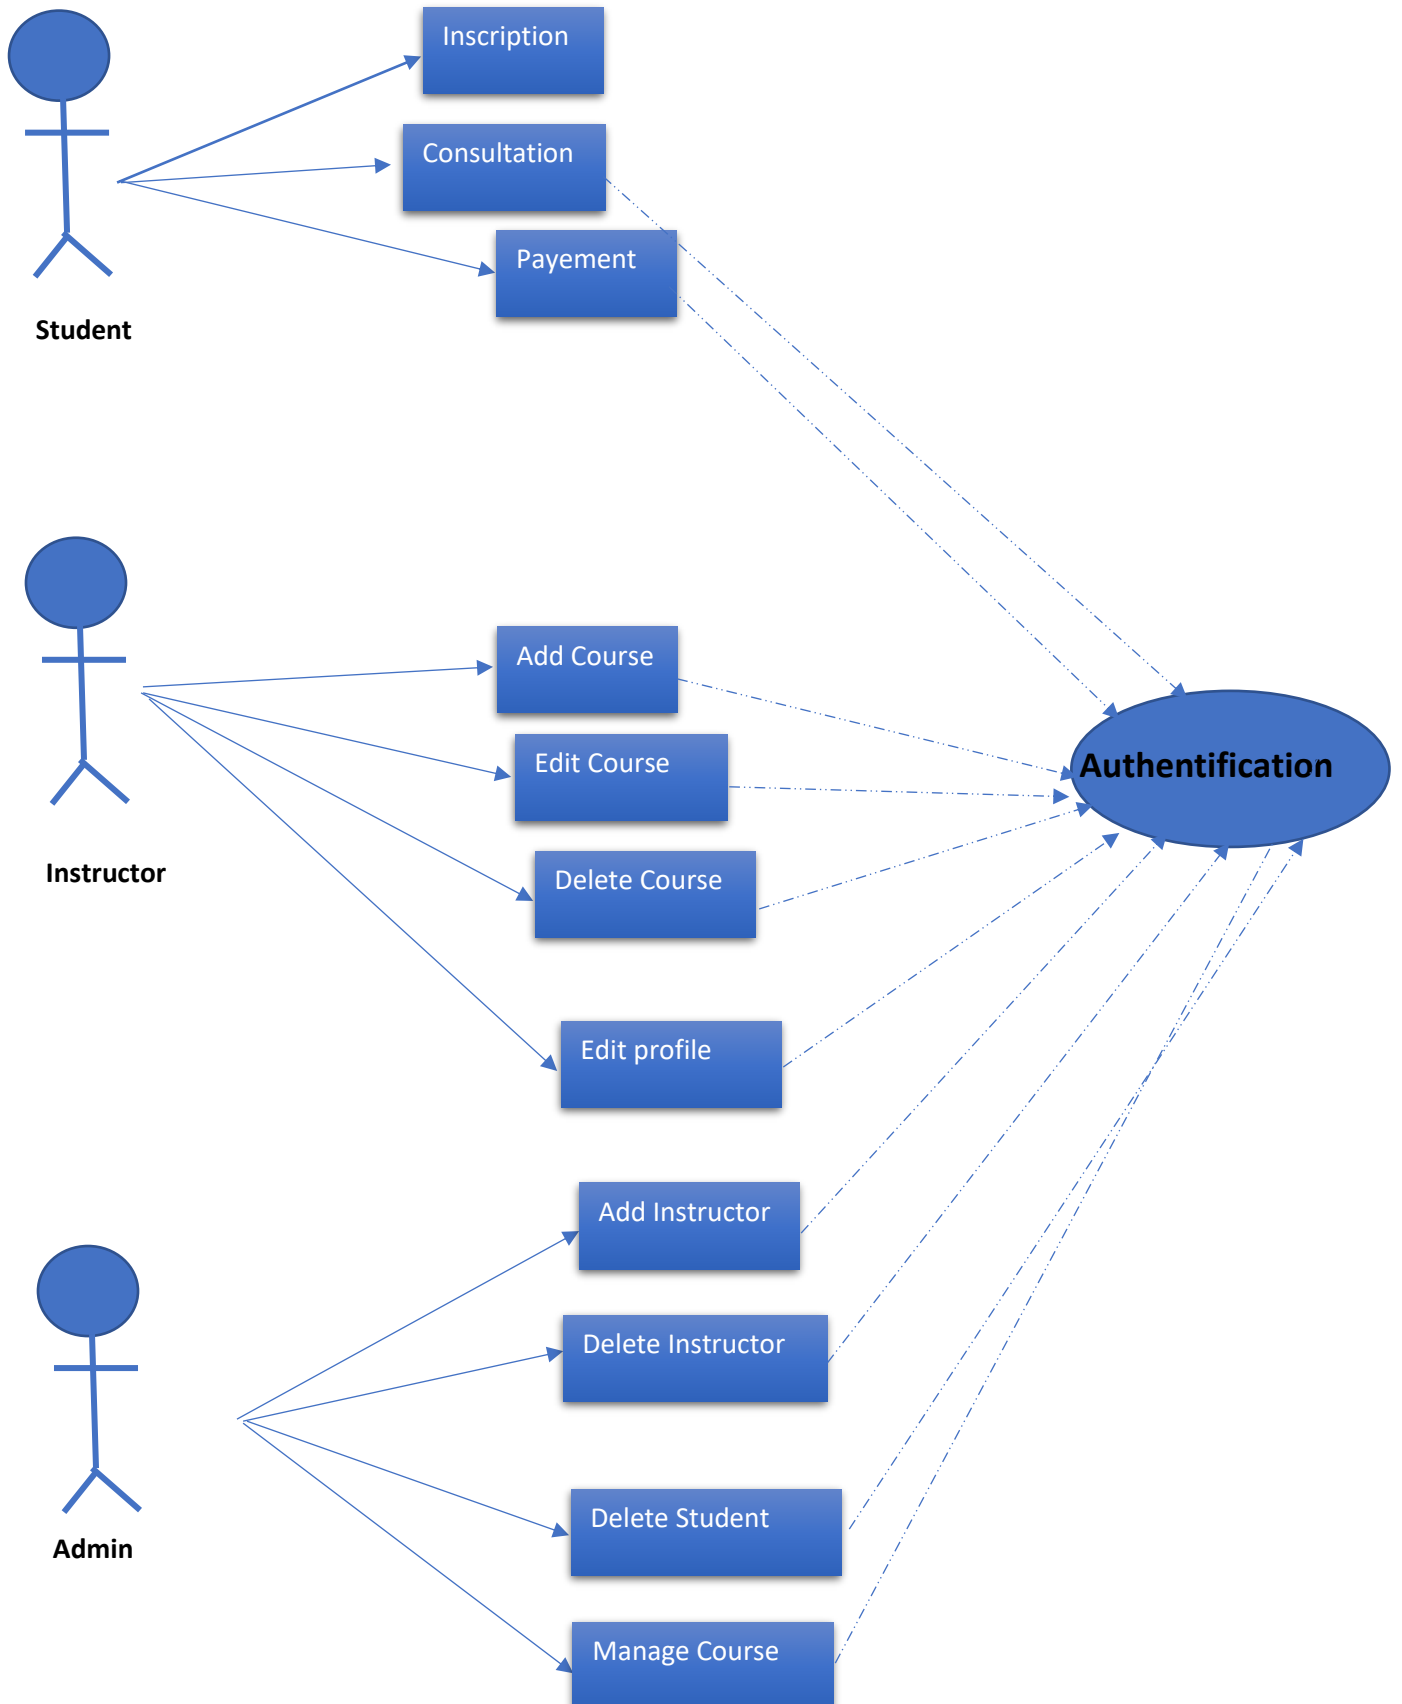 Inscription
Consultation
Payement
Student
Add Course
Edit Course
Authentification
Delete Course
Instructor
Edit profile
Add Instructor
Delete Instructor
Delete Student
Admin
Manage Course